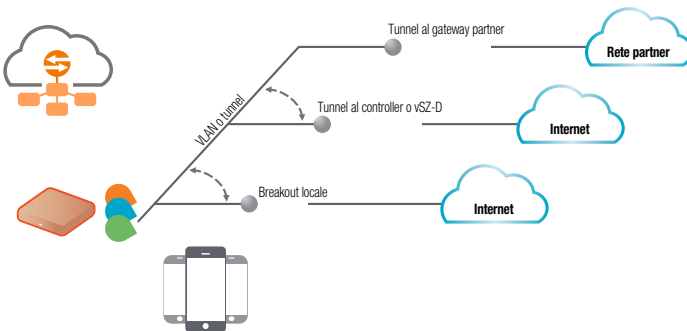 Tunnel al gateway partner
Rete partner
VLAN o tunnel
Tunnel al controller o vSZ-D
Internet
Breakout locale
Internet